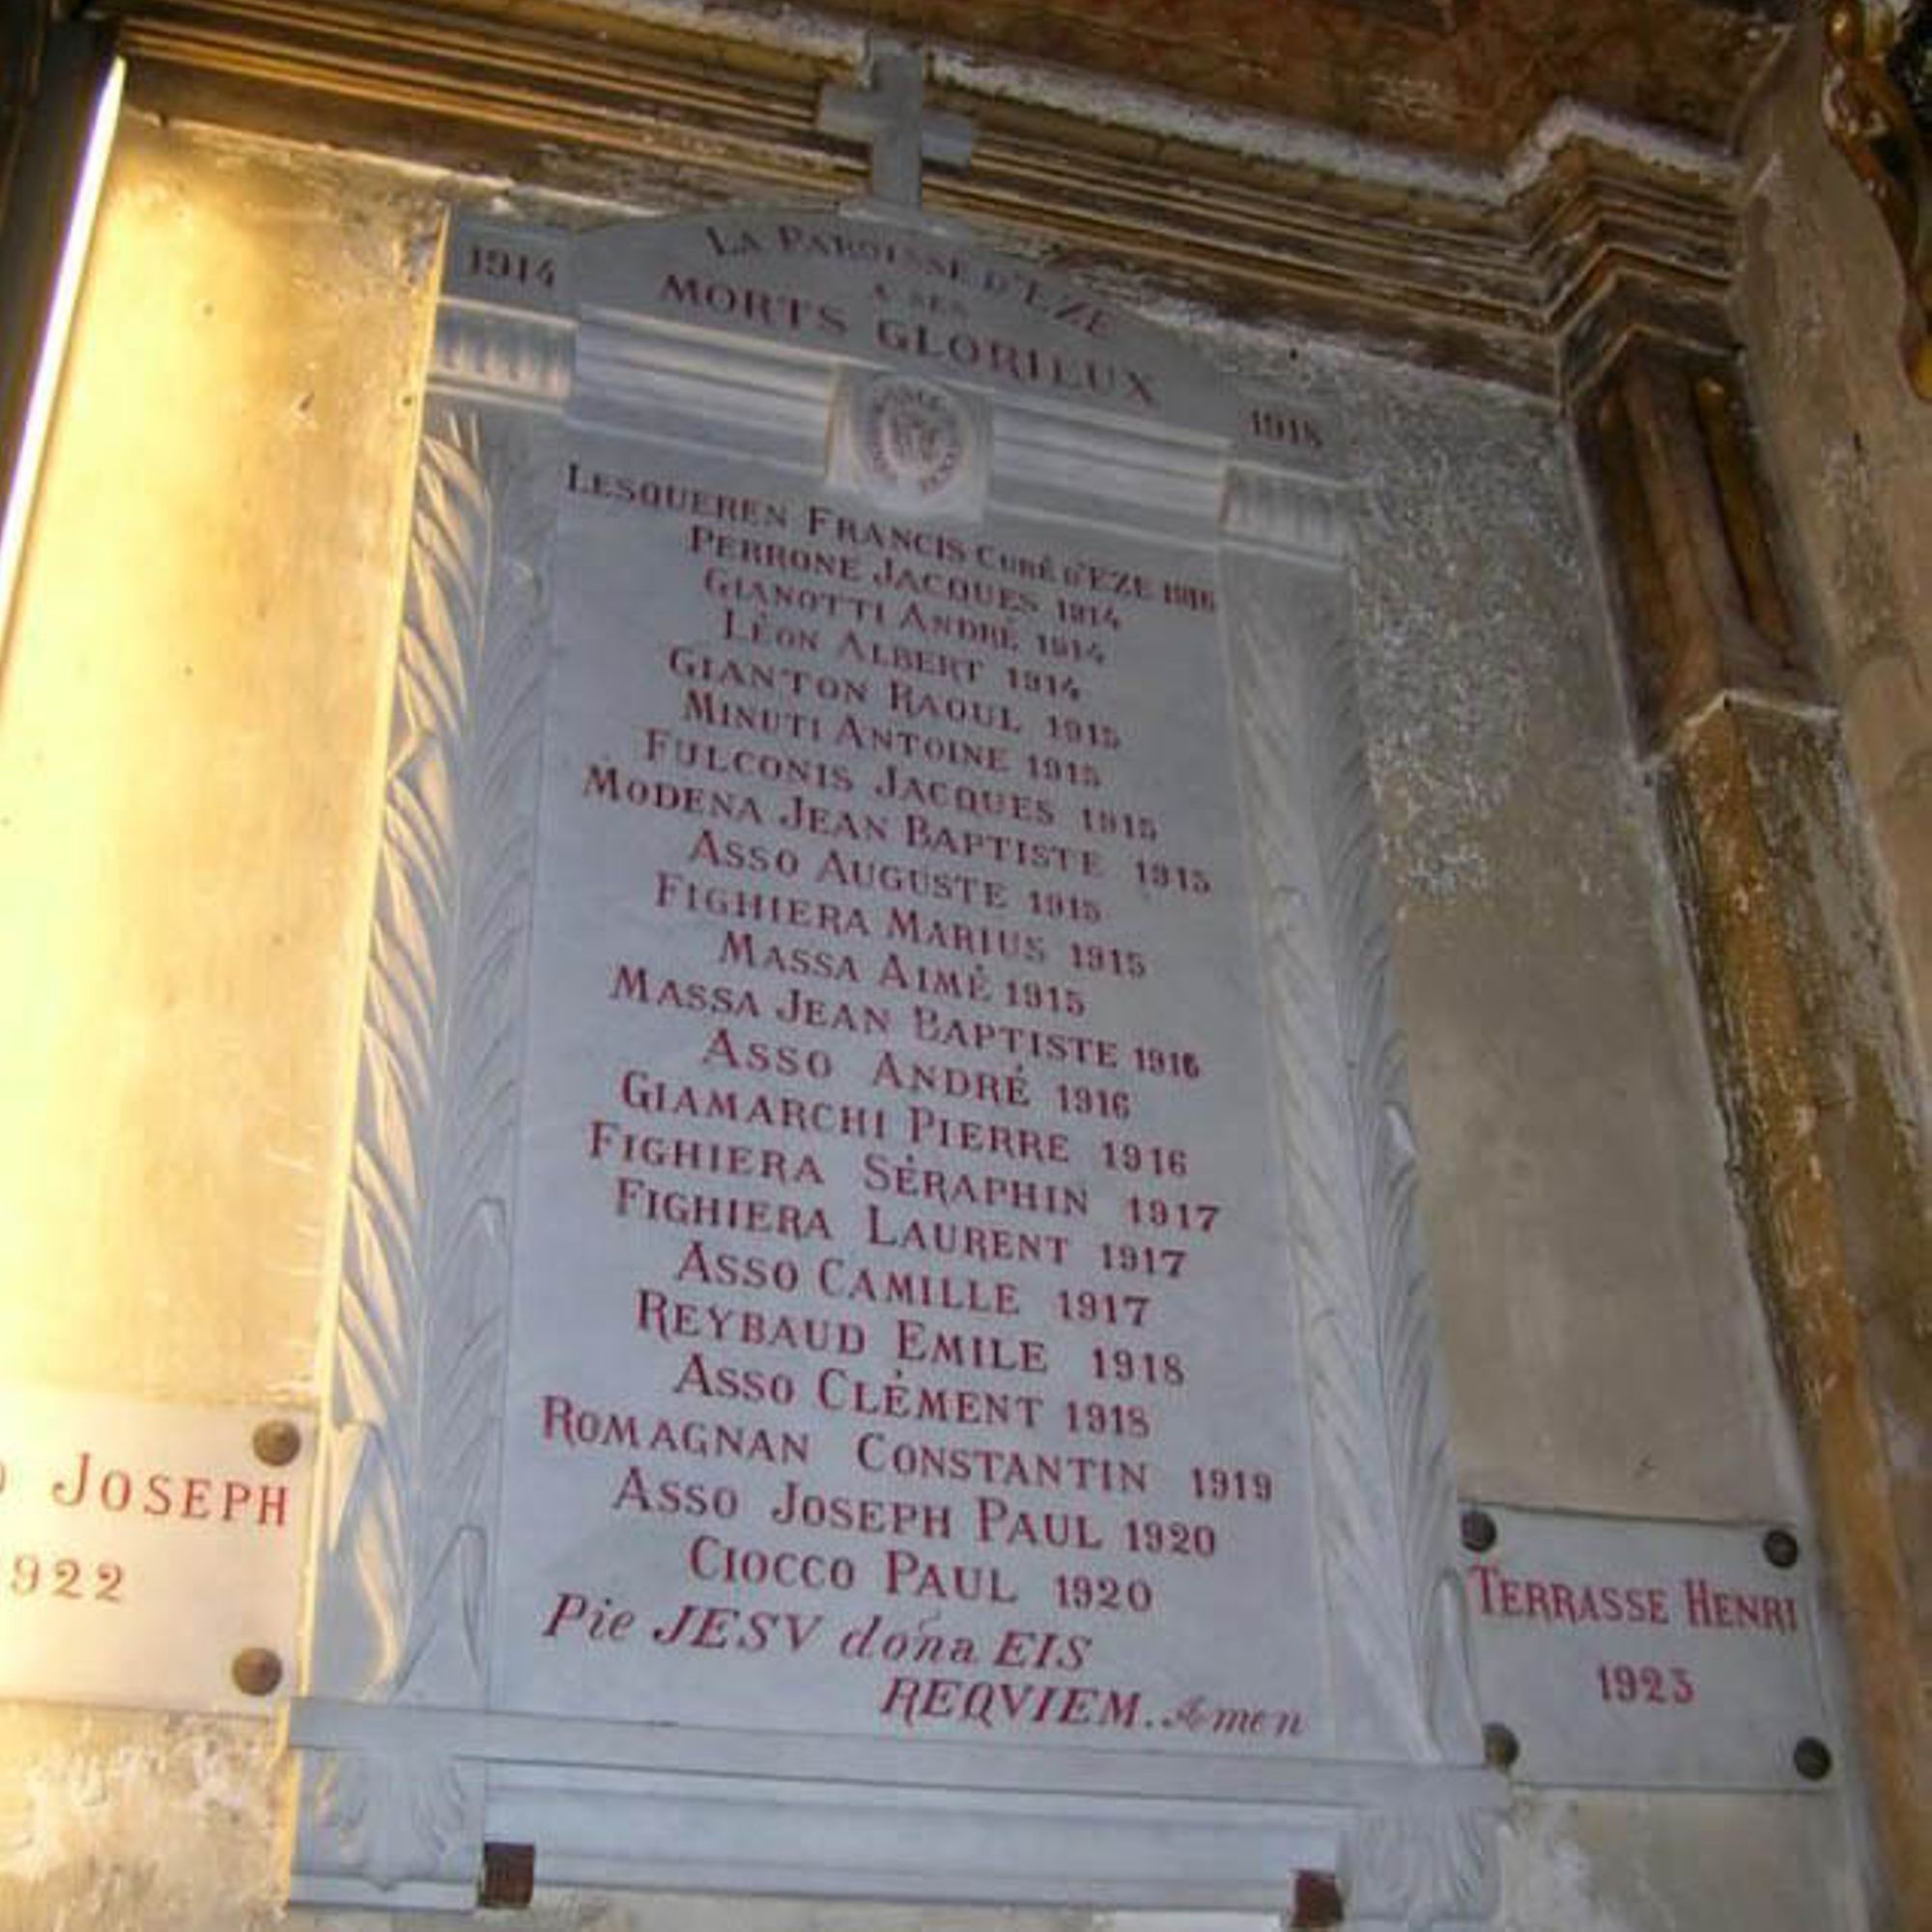 1914
LA PAROISSE D'EZE
A SES
MORTS GLORIEUX
1918
LESQUEREN FRANCIS CURÉ D'EZE 1916
PERRONE JACQUES 1914
GIANOTTI ANDRÉ 1914
LÉON ALBERT 1914
GIANTON RAOUL 1915
MINUTI ANTOINE 1915
FULCONIS JACQUES 1915
MODENA JEAN BAPTISTE 1915
ASSO AUGUSTE 1915
FIGHIERA MARIUS 1915
MASSA AIMÉ 1915
MASSA JEAN BAPTISTE 1916
ASSO ANDRÉ 1916
GIAMARCHI PIERRE 1916
FIGHIERA SÉRAPHIN 1917
FIGHIERA LAURENT 1917
ASSO CAMILLE 1917
REYBAUD EMILE 1918
ASSO CLÉMENT 1918
ROMAGNAN CONSTANTIN 1919
ASSO JOSEPH PAUL 1920
CIOCCO PAUL 1920
Pie JESV dona EIS
REQVIEM. Amen
JOSEPH
922
TERRASSE HENRI
1923